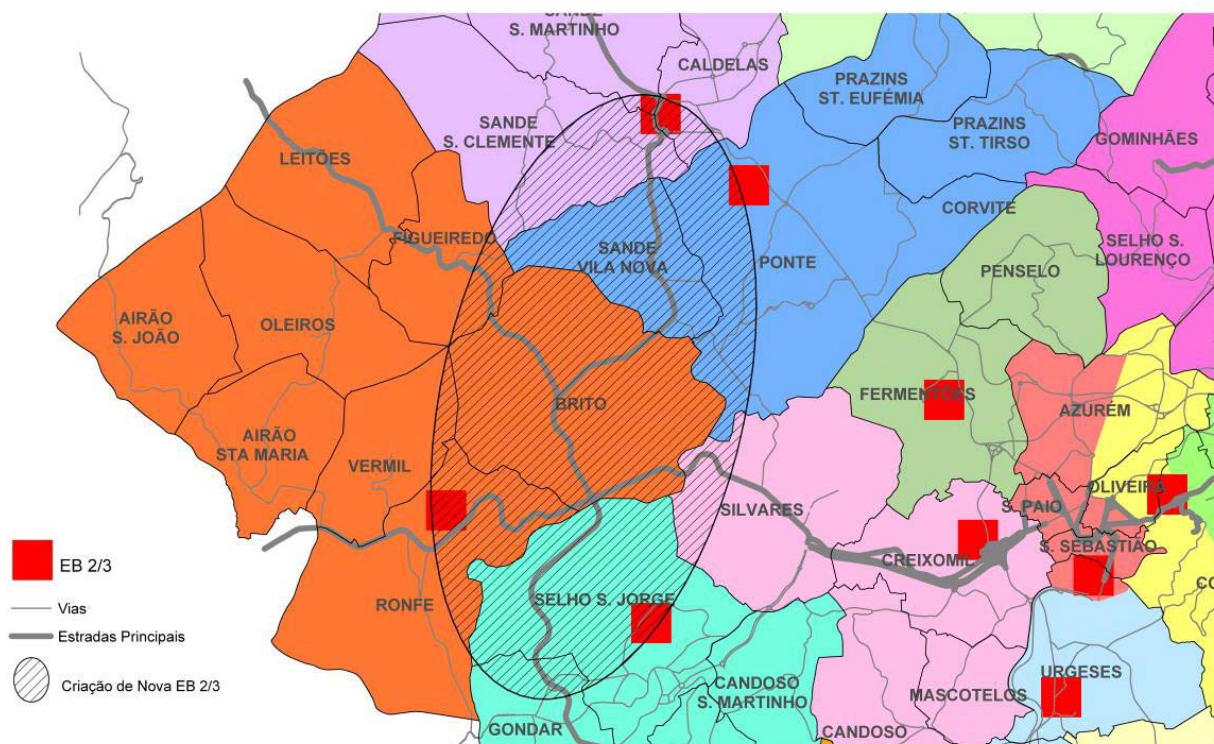 SANDE
S. MARTINHO
CALDELAS
PRAZINS
ST. EUFÉMIA
SANDE
S. CLEMENTE
PRAZINS
ST. TIRSO
GOMINHÃES
LEITÕES
CORVITE
FIGUEIREDO
SANDE
VILA NOVA
PONTE
SELHO S.
LOURENÇO
PENSELO
AIRÃO
S. JOÃO
OLEIROS
FERMENTÕES
BRITO
AZURÉM
AIRÃO
STA MARIA
VERMIL
OLIVEIRA
SILVARES
S. PAIO
S. SEBASTIÃO
CREIXOMIL
EB 2/3
Vias
RONFE
SELHO S. JORGE
Estradas Principais
Criação de Nova EB 2/3
URGESES
CANDOSO
S. MARTINHO
MASCOTELOS
GONDAR
CANDOSO